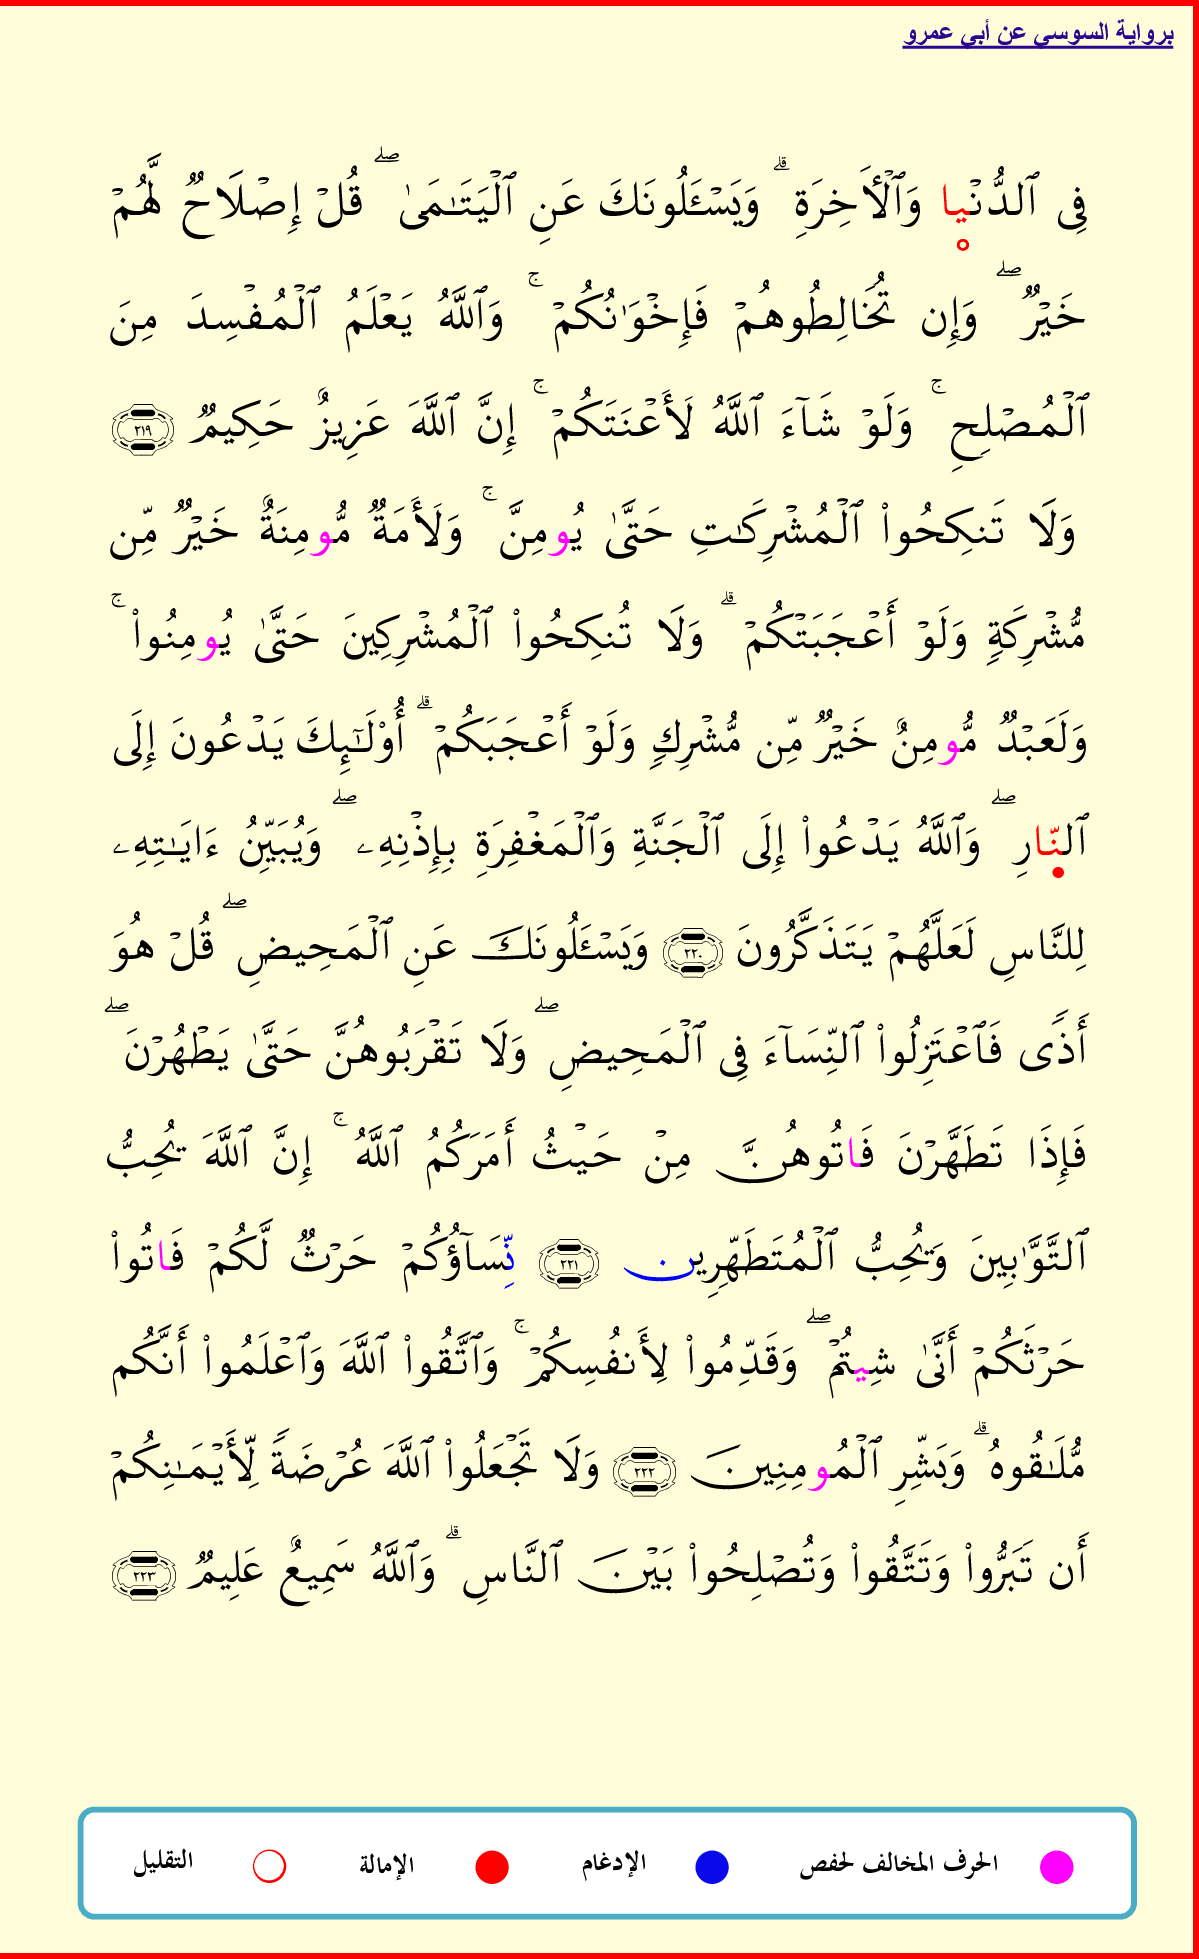 برواية السوسي عن أبي عمرو
فِى ٱلدُّنْيا وَٱلْأَخِرَةِ ۗ وَيَسْـَٔلُونَكَ عَنِ ٱلْيَتَـٰمَىٰ ۖ قُلْ إِصْلَاحٌ لَّهُمْ
خَيْرٌ ۖ وَإِن تُخَالِطُوهُمْ فَإِخْوَٰنُكُمْ ۚ وَٱللَّهُ يَعْلَمُ ٱلْمُفْسِدَ مِنَ
ٱلْمُصْلِحِ ۚ وَلَوْ شَآءَ ٱللَّهُ لَأَعْنَتَكُمْ ۚ إِنَّ ٱللَّهَ عَزِيزٌ حَكِيمٌ ٢١٩
وَلَا تَنكِحُوا۟ ٱلْمُشْرِكَـٰتِ حَتَّىٰ يُومِنَّ ۚ وَلَأَمَةٌ مُّومِنَةٌ خَيْرٌ مِّن
مُّشْرِكَةٍ وَلَوْ أَعْجَبَتْكُمْ ۗ وَلَا تُنكِحُوا۟ ٱلْمُشْرِكِينَ حَتَّىٰ يُومِنُوا۟ ۚ
وَلَعَبْدٌ مُّومِنٌ خَيْرٌ مِّن مُّشْرِكٍ وَلَوْ أَعْجَبَكُمْ ۗ أُو۟لَـٰٓئِكَ يَدْعُونَ إِلَى
ٱلنّارِ ۖ وَٱللَّهُ يَدْعُوا۟ إِلَى ٱلْجَنَّةِ وَٱلْمَغْفِرَةِ بِإِذْنِهِۦ ۖ وَيُبَيِّنُ ءَايَـٰتِهِۦ
لِلنَّاسِ لَعَلَّهُمْ يَتَذَكَّرُونَ ٢٢٠ وَيَسْـَٔلُونَكَ عَنِ ٱلْمَحِيضِ ۖ قُلْ هُوَ
أَذًى فَٱعْتَزِلُوا۟ ٱلنِّسَآءَ فِى ٱلْمَحِيضِ ۖ وَلَا تَقْرَبُوهُنَّ حَتَّىٰ يَطْهُرْنَ ۖ
فَإِذَا تَطَهَّرْنَ فَاتُوهُنَّ مِنْ حَيْثُ أَمَرَكُمُ ٱللَّهُ ۚ إِنَّ ٱللَّهَ يُحِبُّ
ٱلتَّوَّٰبِينَ وَيُحِبُّ ٱلْمُتَطَهِّرِين ٢٢١ نِّسَآؤُكُمْ حَرْثٌ لَّكُمْ فَاتُوا۟
حَرْثَكُمْ أَنَّىٰ شِيتُمْ ۖ وَقَدِّمُوا۟ لِأَنفُسِكُمْ ۚ وَٱتَّقُوا۟ ٱللَّهَ وَٱعْلَمُوا۟ أَنَّكُم
مُّلَـٰقُوهُ ۗ وَبَشِّرِ ٱلْمُومِنِينَ ٢٢٢ وَلَا تَجْعَلُوا۟ ٱللَّهَ عُرْضَةً لِّأَيْمَـٰنِكُمْ
أَن تَبَرُّوا۟ وَتَتَّقُوا۟ وَتُصْلِحُوا۟ بَيْنَ ٱلنَّاسِ ۗ وَٱللَّهُ سَمِيعٌ عَلِيمٌ ٢٢٣
الحرف المخالف لحفص الإدغام الإمالة التقليل